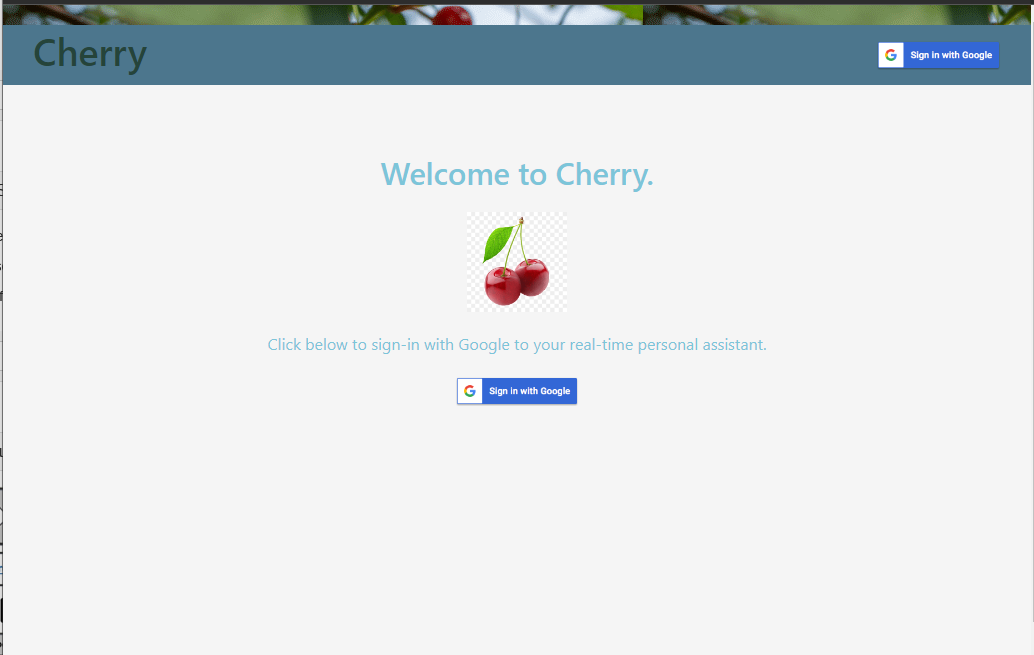 Cherry
Sign in with Google
Welcome to Cherry.
Click below to sign-in with Google to your real-time personal assistant.
Sign in with Google